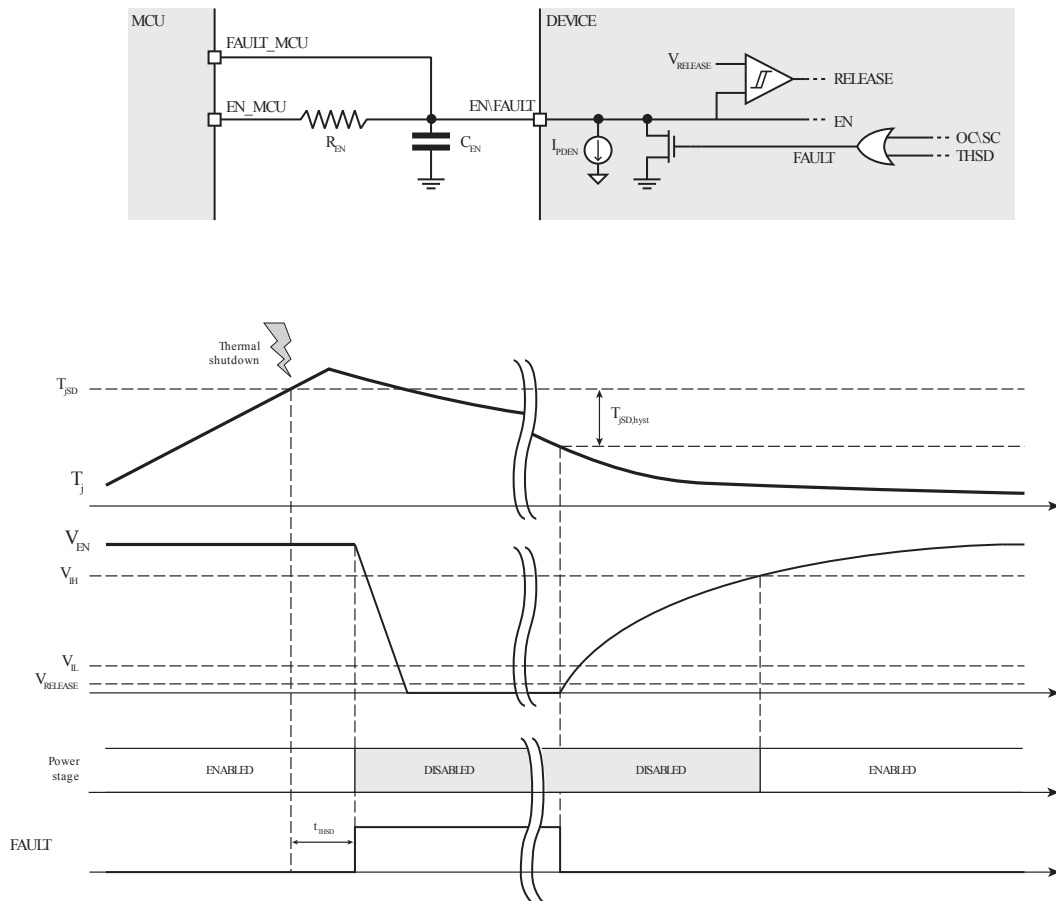 MCU
DEVICE
FAULT_MCU
V_RELEASE
RELEASE
EN_MCU
EN\FAULT
EN
R_EN
C_EN
I_PDEN
FAULT
OC\SC
THSD
Thermal
shutdown
T_jSD
T_jSD,hyst
T_j
V_EN
V_IH
V_IL
V_RELEASE
Power
stage
ENABLED
DISABLED
DISABLED
ENABLED
t_THSD
FAULT